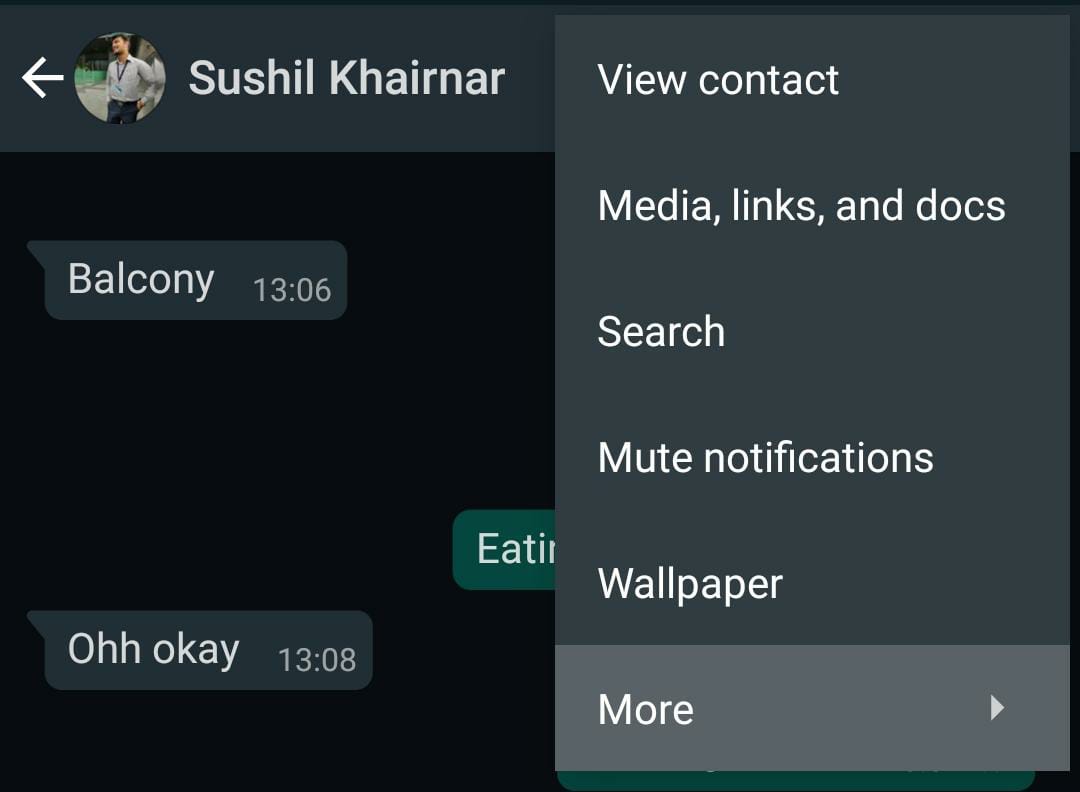 Sushil Khairnar
View contact
Media, links, and docs
Balcony 13:06
Search
Mute notifications
Wallpaper
Ohh okay 13:08
More